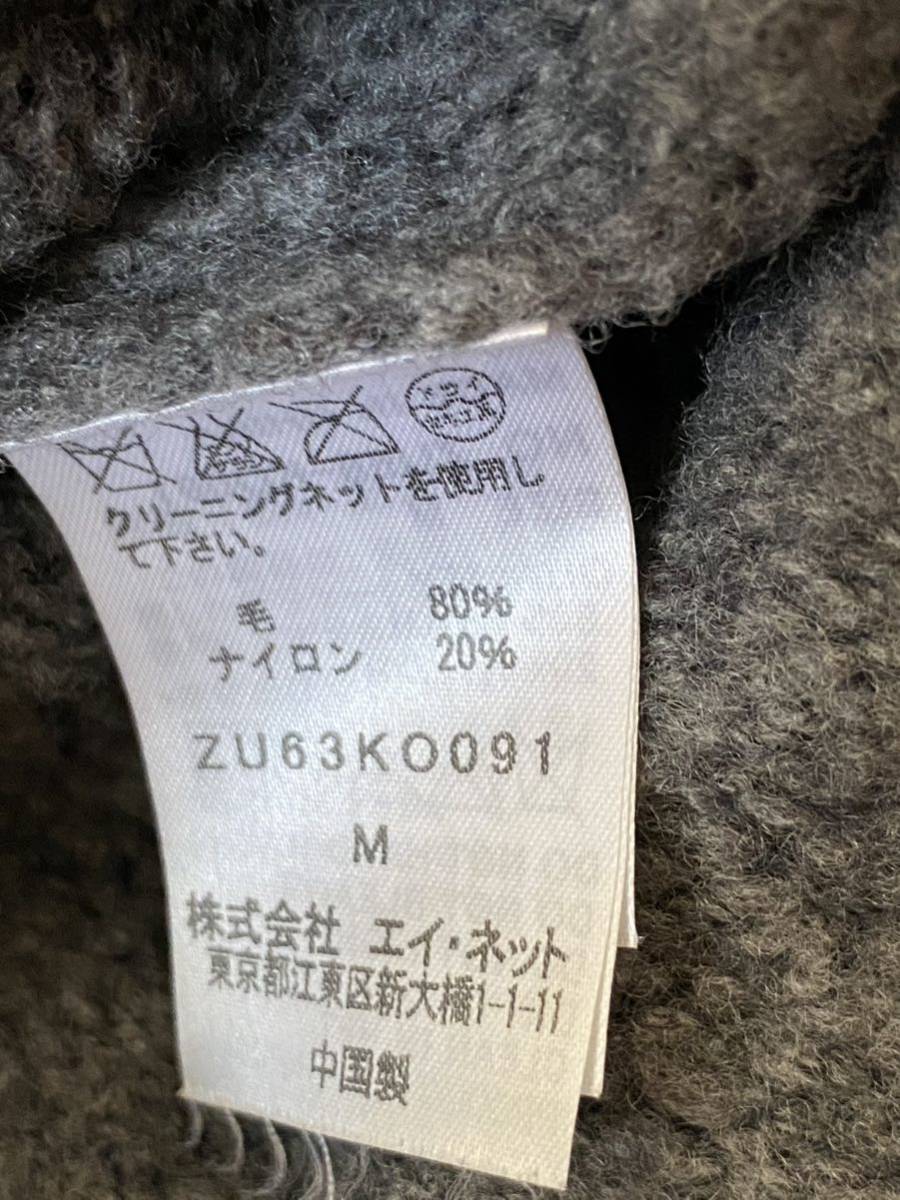 クリーニングネットを使用し
て下さい。
毛 80%
ナイロン 20%
ZU63KO091
M
株式会社 エイ・ネット
東京都江東区新大橋1-1-11
中国製